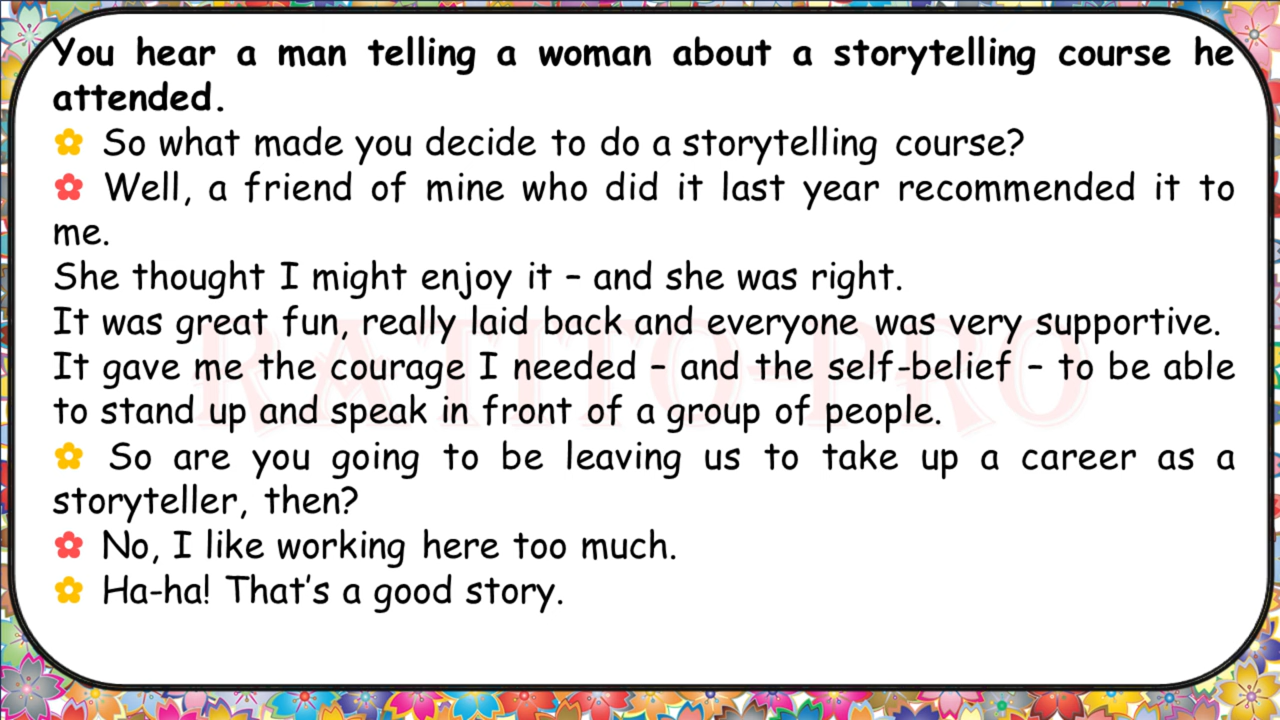 You hear a man telling a woman about a storytelling course he
attended.
So what made you decide to do a storytelling course?
Well, a friend of mine who did it last year recommended it to
me.
She thought I might enjoy it – and she was right.
It was great fun, really laid back and everyone was very supportive.
It gave me the courage I needed – and the self-belief – to be able
to stand up and speak in front of a group of people.
So are you going to be leaving us to take up a career as a
storyteller, then?
No, I like working here too much.
Ha-ha! That's a good story.
RATITO-PRO